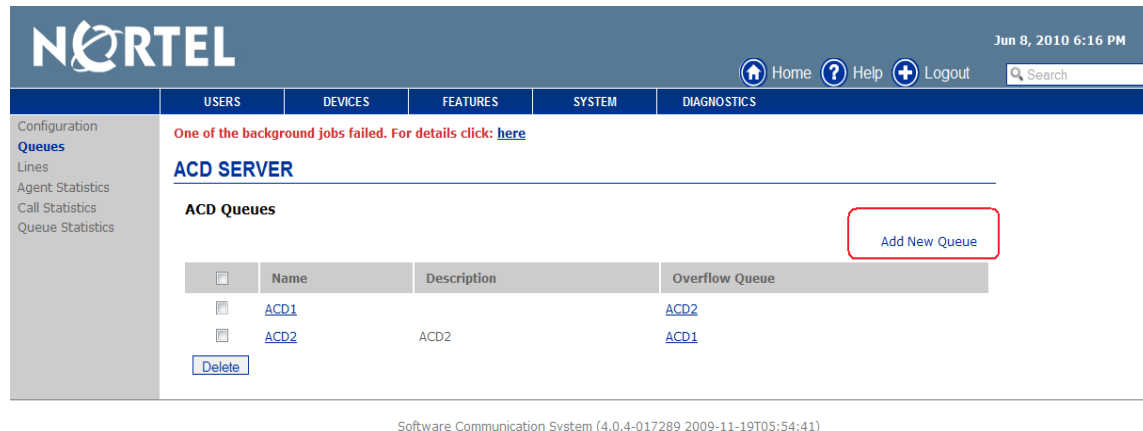 NORTEL
Jun 8, 2010 6:16 PM
Home Help Logout Search
USERS DEVICES FEATURES SYSTEM DIAGNOSTICS
Configuration
Queues
Lines
Agent Statistics
Call Statistics
Queue Statistics
One of the background jobs failed. For details click: here
ACD SERVER
ACD Queues
Add New Queue
Name Description Overflow Queue
ACD1 ACD2
ACD2 ACD2 ACD1
Delete
Software Communication System (4.0.4-017289 2009-11-19T05:54:41)